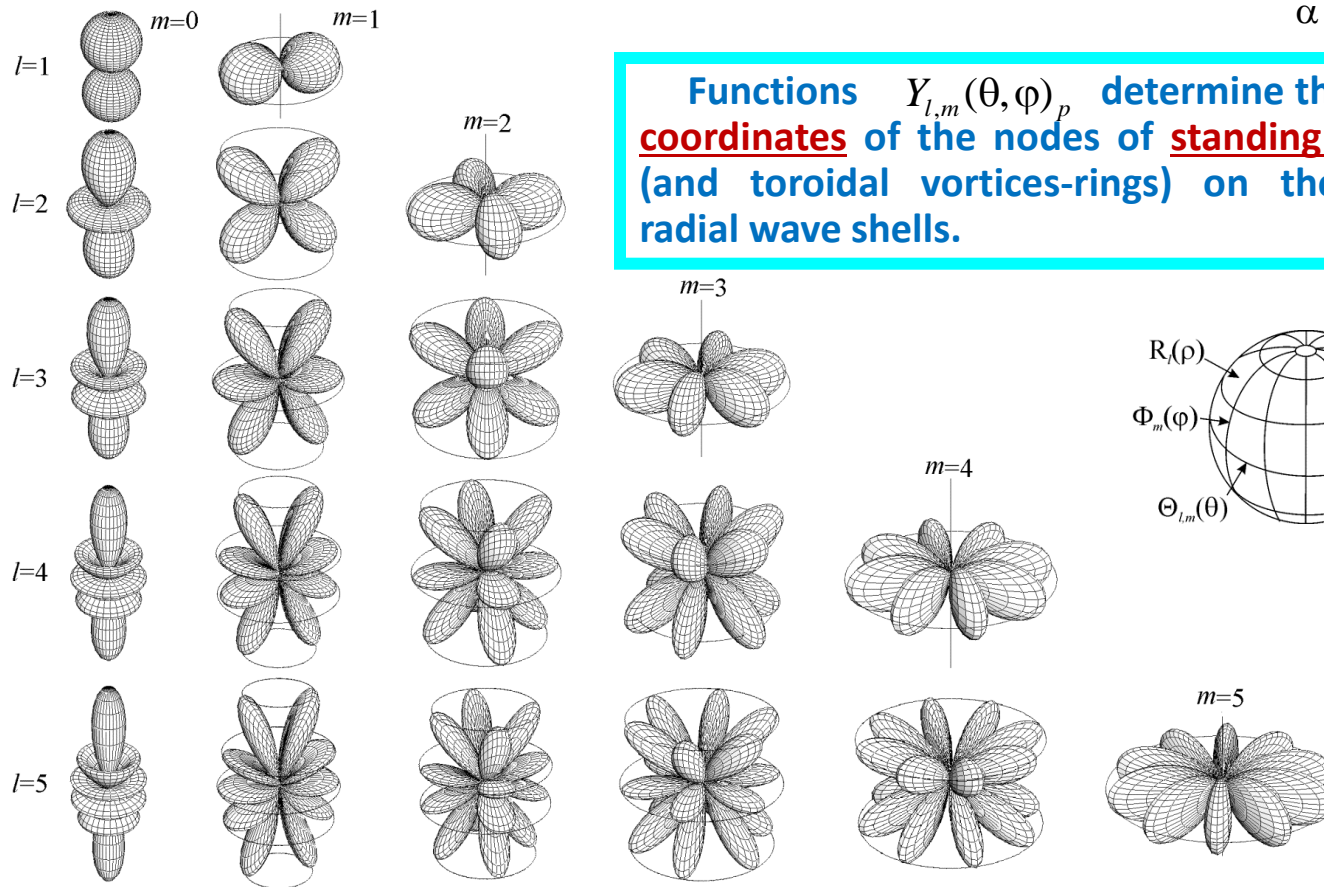 α
m=0
m=1
l=1
Functions Y_{l,m}(θ,φ)_p determine th
coordinates of the nodes of standing
(and toroidal vortices-rings) on the
radial wave shells.
m=2
l=2
m=3
l=3
R_l(ρ)
Φ_m(φ)
Θ_{l,m}(θ)
m=4
l=4
m=5
l=5